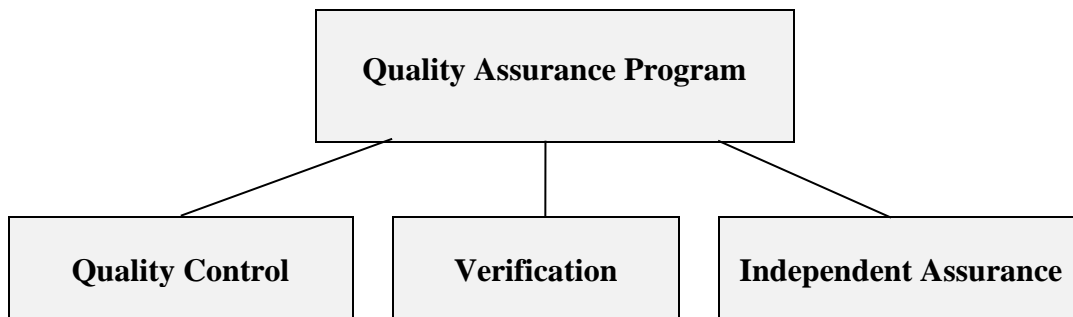 Quality Assurance Program
Quality Control
Verification
Independent Assurance